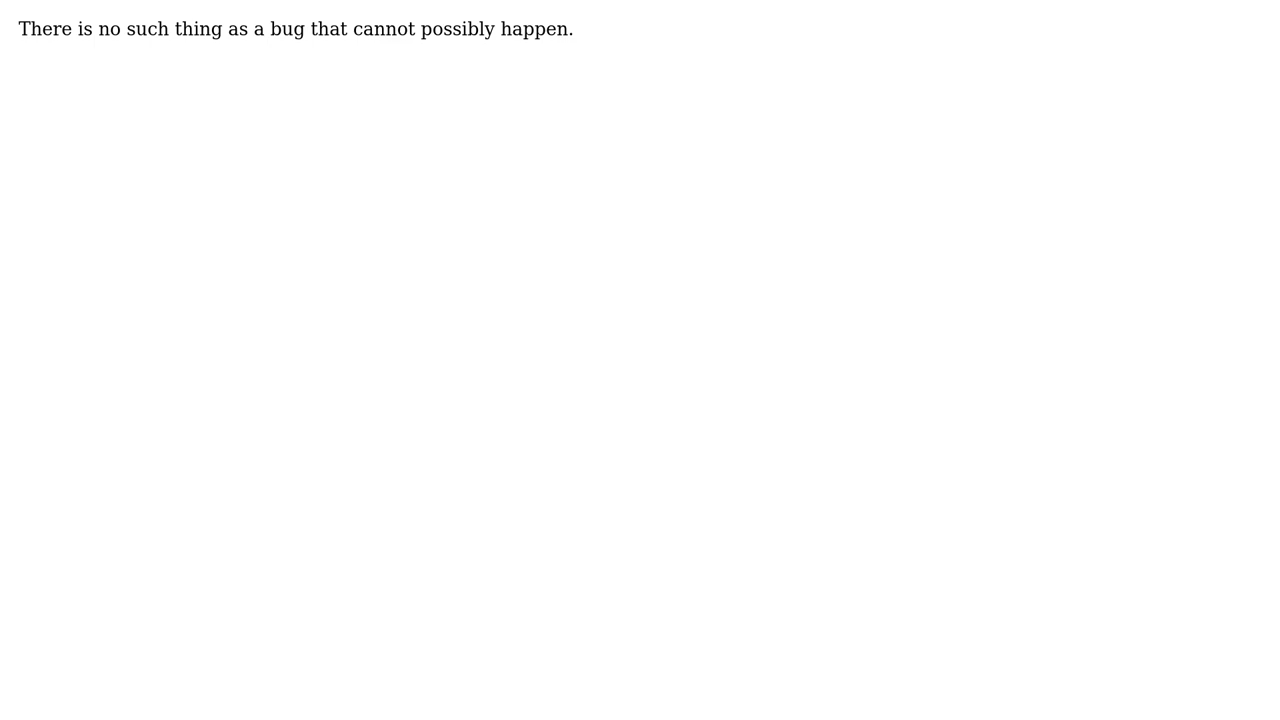 There is no such thing as a bug that cannot possibly happen.